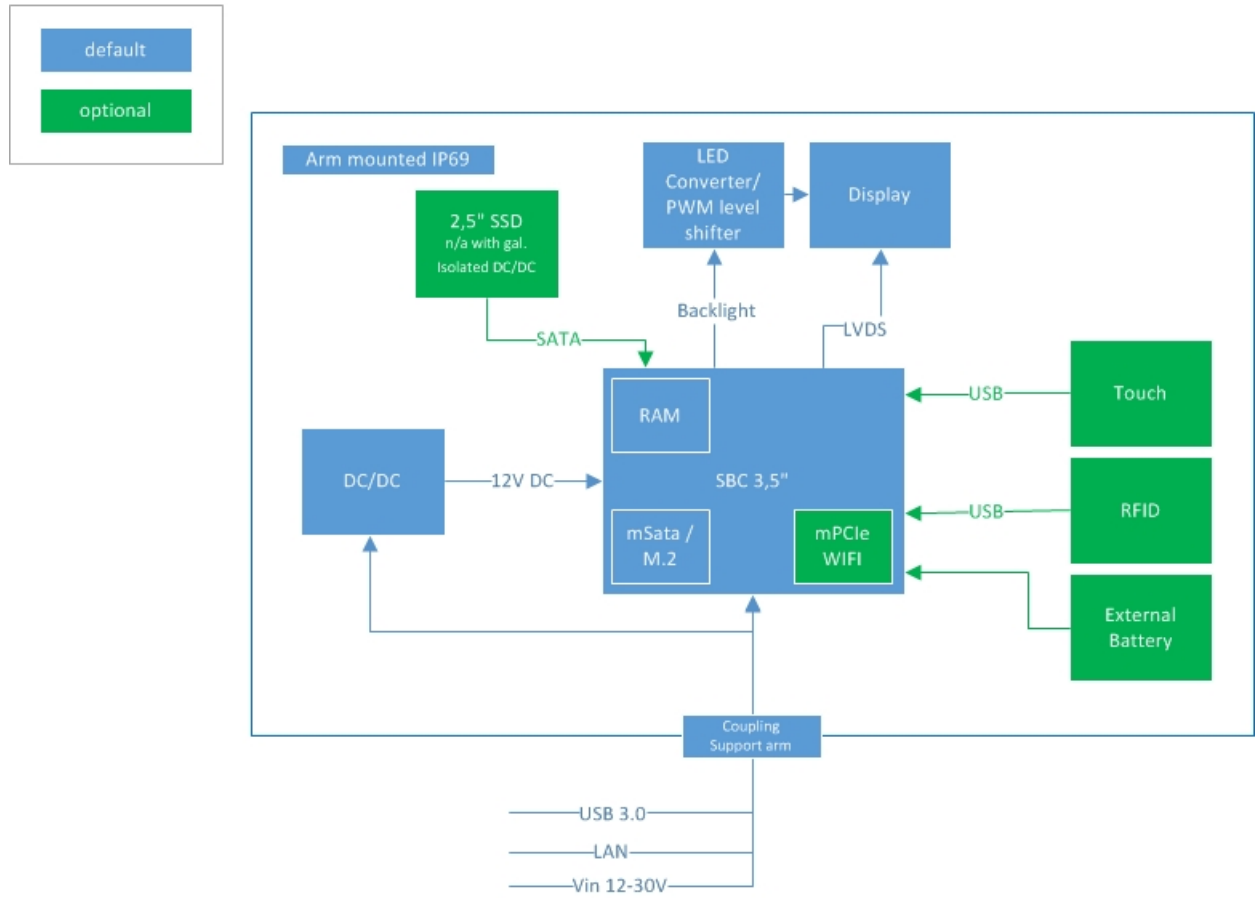 default
optional
Arm mounted IP69
LED
Converter/
PWM level
shifter
Display
2,5" SSD
n/a with gal.
Isolated DC/DC
Backlight
LVDS
SATA
RAM
USB
Touch
DC/DC
12V DC
SBC 3,5"
mSata /
M.2
mPCIe
WIFI
USB
RFID
External
Battery
Coupling
Support arm
USB 3.0
LAN
Vin 12-30V